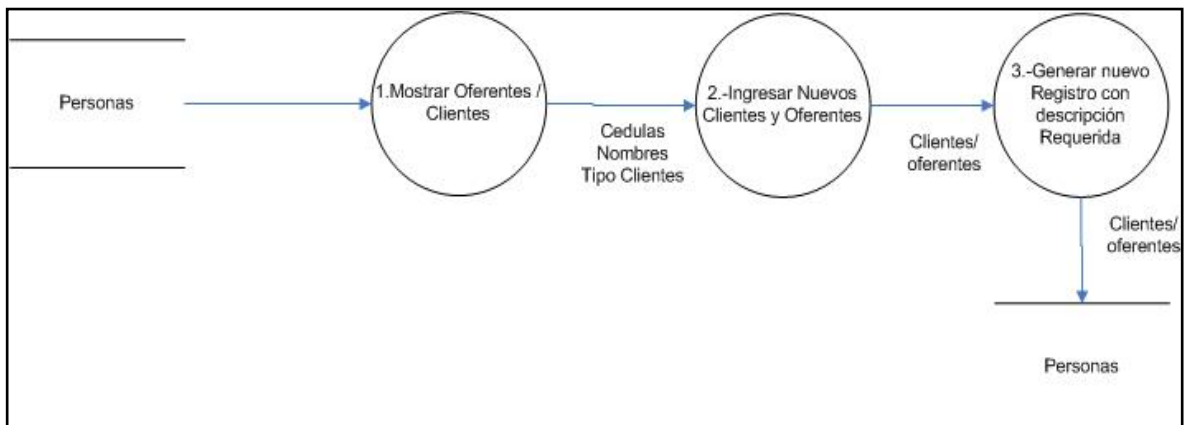 Personas
1.Mostrar Oferentes /
Clientes
Cedulas
Nombres
Tipo Clientes
2.-Ingresar Nuevos
Clientes y Oferentes
Clientes/
oferentes
3.-Generar nuevo
Registro con
descripción
Requerida
Clientes/
oferentes
Personas